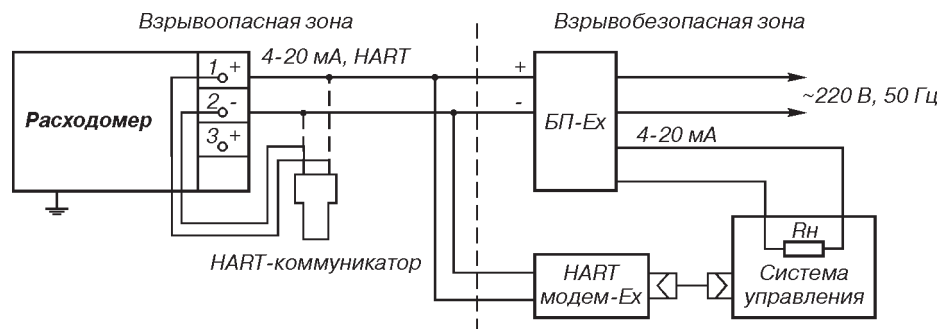 Взрывоопасная зона
Взрывобезопасная зона
4-20 мА, HART
1 +
2 -
3 +
Расходомер
+
-
БП-Ex
~220 В, 50 Гц
4-20 мА
HART-коммуникатор
Rн
HART
модем-Ex
Система
управления